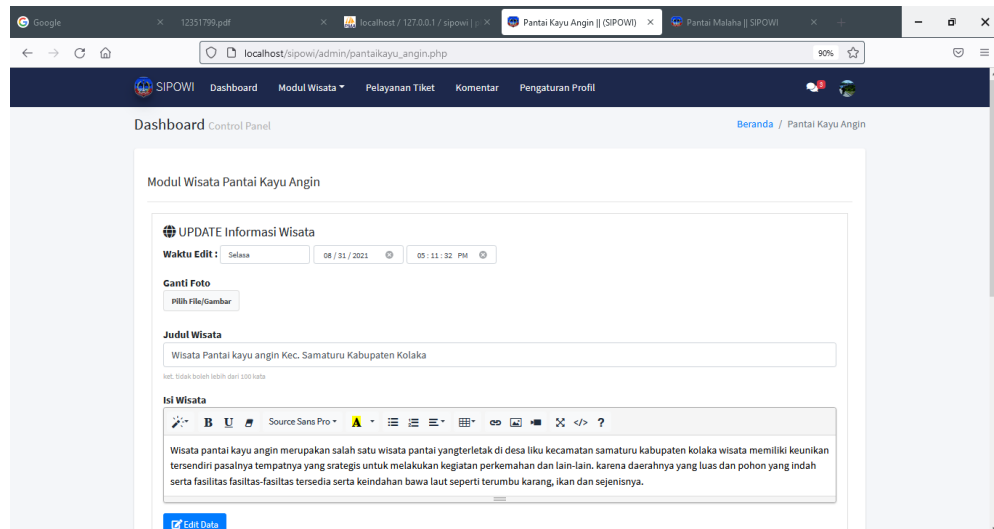 Google
12351799.pdf
localhost / 127.0.0.1 / sipowi |
Pantai Kayu Angin || (SIPOWI)
Pantai Malaha || SIPOWI
localhost/sipowi/admin/pantaikayu_angin.php
90%
SIPOWI Dashboard Modul Wisata Pelayanan Tiket Komentar Pengaturan Profil
Dashboard Control Panel
Beranda / Pantai Kayu Angin
Modul Wisata Pantai Kayu Angin
UPDATE Informasi Wisata
Waktu Edit : Selasa 08 / 31 / 2021 05 : 11 : 32 PM
Ganti Foto
Pilih File/Gambar
Judul Wisata
Wisata Pantai kayu angin Kec. Samaturu Kabupaten Kolaka
ket. tidak boleh lebih dari 100 kata
Isi Wisata
B U Source Sans Pro A </> ?
Wisata pantai kayu angin merupakan salah satu wisata pantai yangterletak di desa liku kecamatan samaturu kabupaten kolaka wisata memiliki keunikan
tersendiri pasalnya tempatnya yang srategis untuk melakukan kegiatan perkemahan dan lain-lain. karena daerahnya yang luas dan pohon yang indah
serta fasilitas fasiltas-fasiltas tersedia serta keindahan bawa laut seperti terumbu karang, ikan dan sejenisnya.
Edit Data